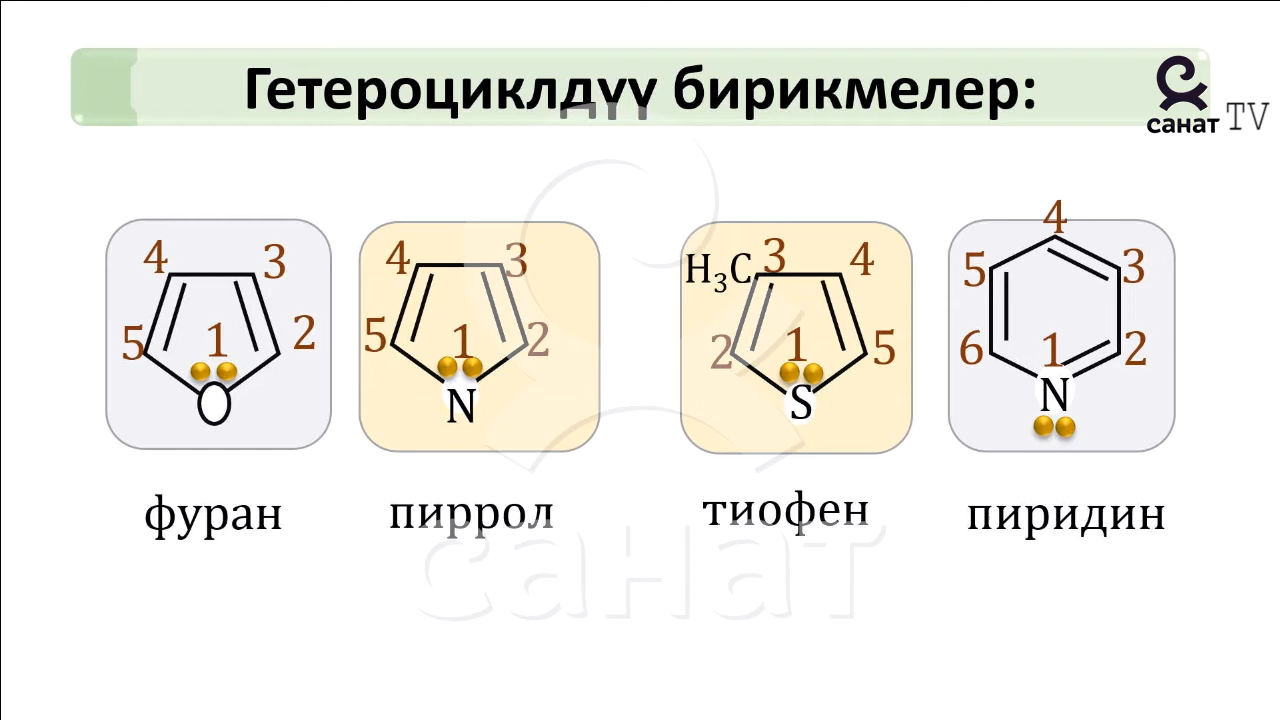 Гетероциклдүү бирикмелер:
санат TV
4 3 5 1 2 O
4 3 5 1 2 N
H₃C 3 4 2 1 5 S
4 5 3 6 1 2 N
фуран пиррол тиофен пиридин
санат